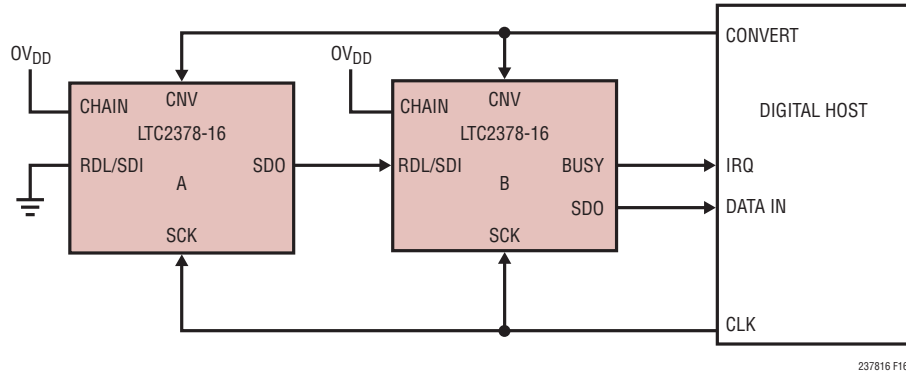 CONVERT
OVDD
OVDD
CHAIN
CNV
LTC2378-16
RDL/SDI
SDO
A
SCK
CHAIN
CNV
LTC2378-16
RDL/SDI
BUSY
B
SDO
SCK
DIGITAL HOST
IRQ
DATA IN
CLK
237816 F16